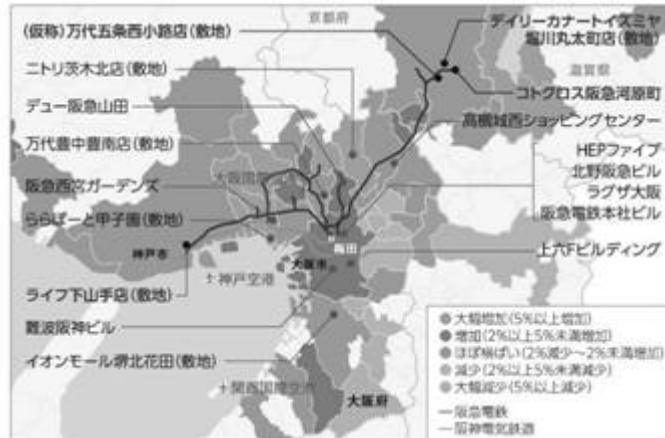 京都府
滋賀県
(仮称)万代五条西小路店(敷地)
デイリーカナートイズミヤ
堀川丸太町店(敷地)
ニトリ茨木北店(敷地)
コトクロス阪急河原町
デュー阪急山田
高槻城西ショッピングセンター
万代豊中豊南店(敷地)
HEPファイブ
北野阪急ビル
ラグザ大阪
阪急電鉄本社ビル
阪急西宮ガーデンズ
大阪国際
ららぽーと甲子園(敷地)
梅田
神戸市
大阪市
上六Fビルディング
神戸空港
ライフ下山手店(敷地)
難波阪神ビル
イオンモール堺北花田(敷地)
関西国際空港
大阪府
大幅増加(5%以上増加)
増加(2%以上5%未満増加)
ほぼ横ばい(2%減少～2%未満増加)
減少(2%以上5%未満減少)
大幅減少(5%以上減少)
阪急電鉄
阪神電気鉄道